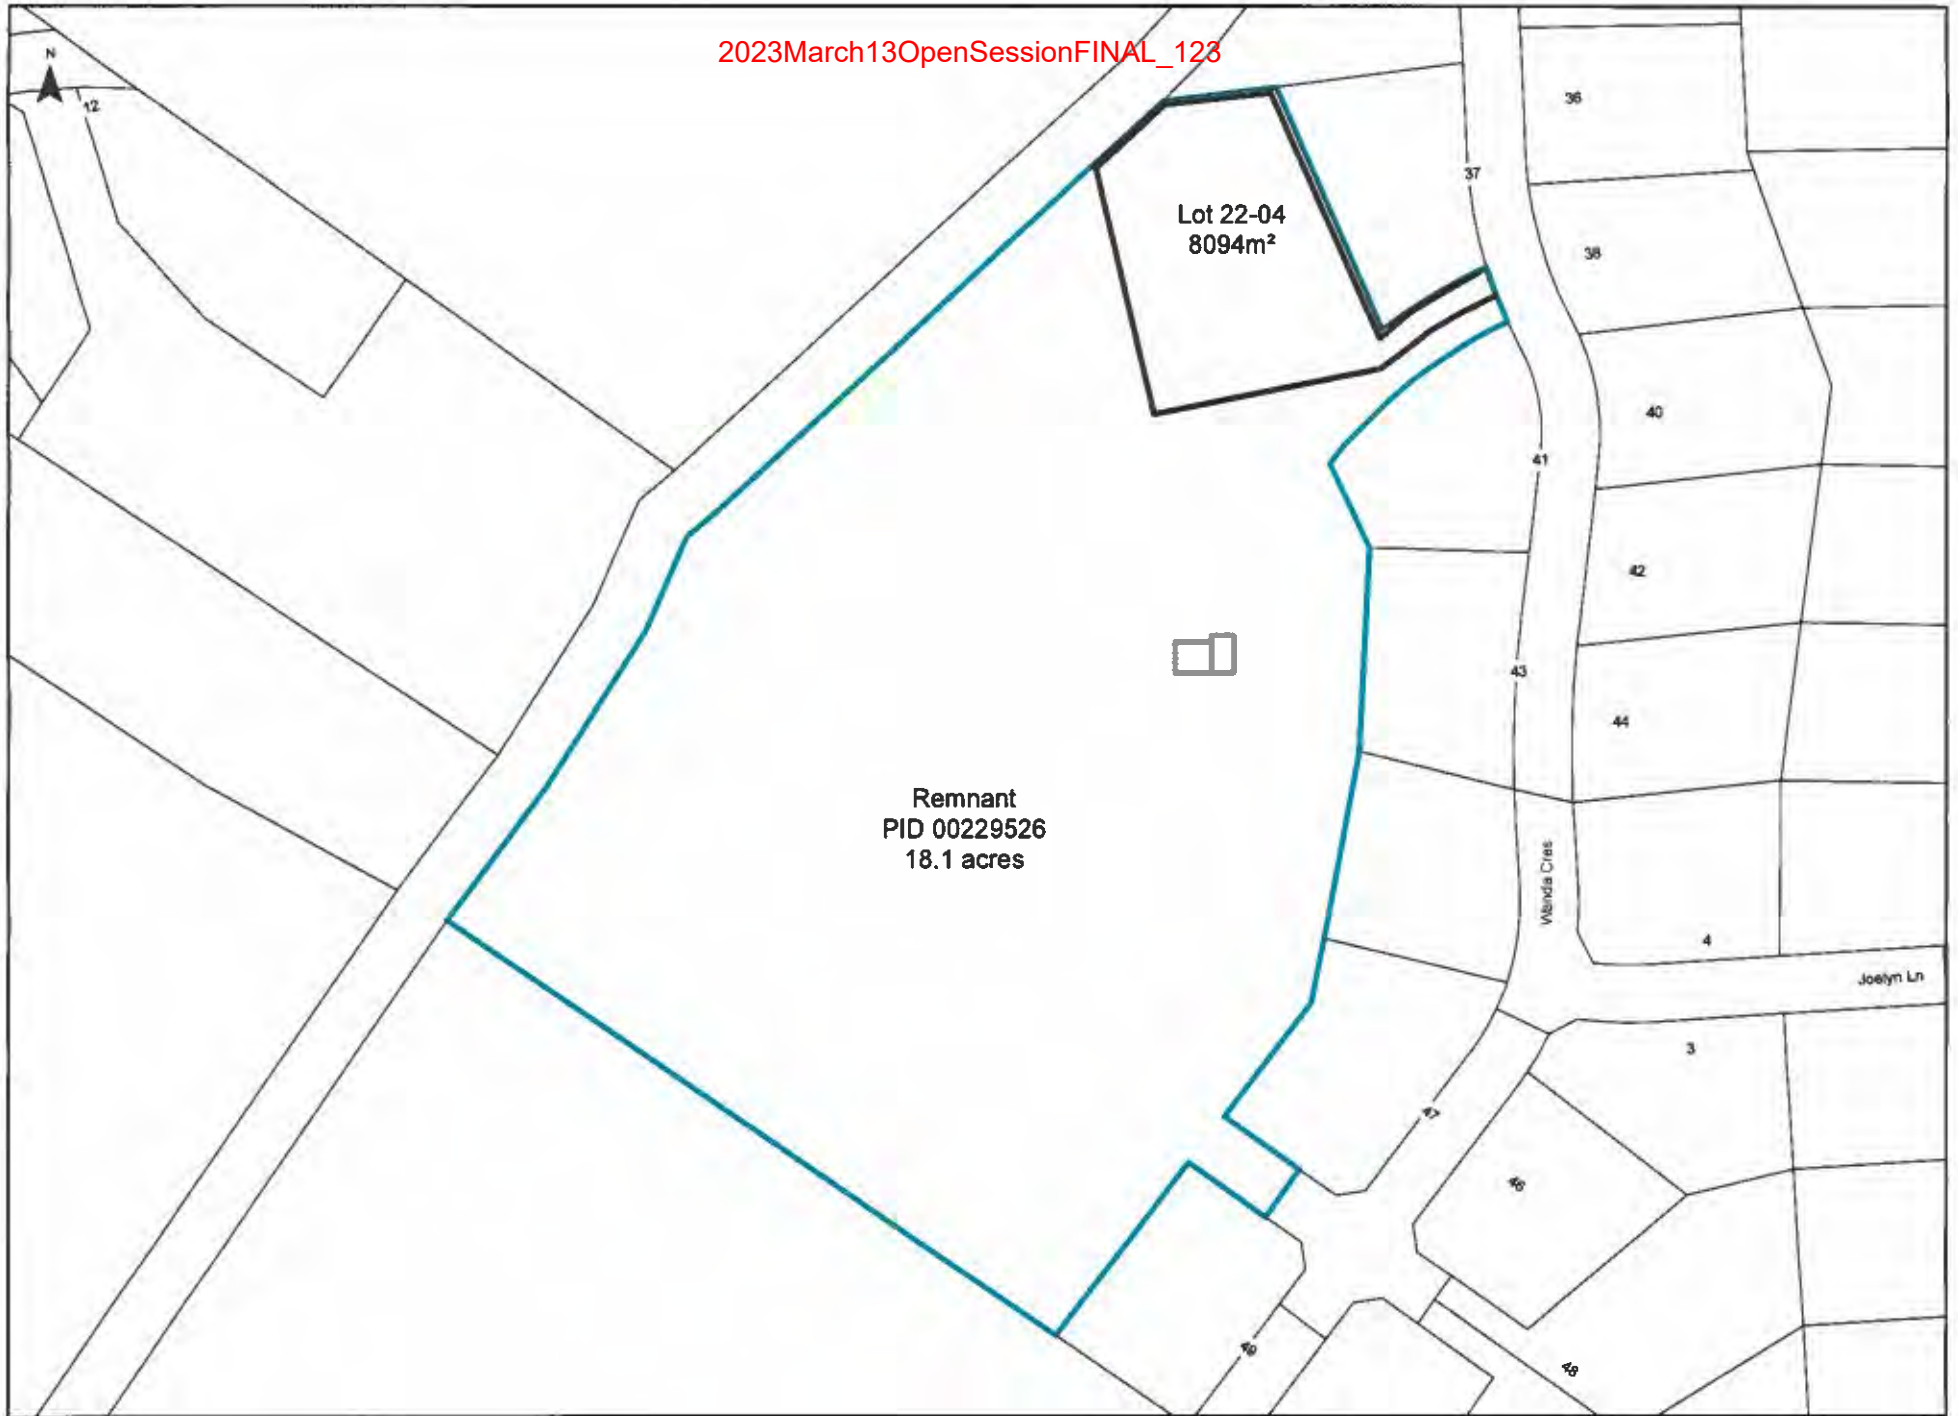 2023March13OpenSessionFINAL_123
N
12
36
37
Lot 22-04
8094m²
38
40
41
42
43
44
Remnant
PID 00229526
18.1 acres
Wanda Cres
4
Joelyn Ln
3
47
46
49
48